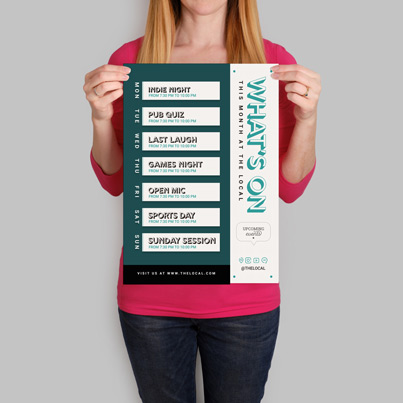 MON
INDIE NIGHT
FROM 7:30 PM TO 10:00 PM
TUE
PUB QUIZ
FROM 7:30 PM TO 10:00 PM
WED
LAST LAUGH
FROM 7:30 PM TO 10:00 PM
THU
GAMES NIGHT
FROM 7:30 PM TO 10:00 PM
FRI
OPEN MIC
FROM 7:30 PM TO 10:00 PM
SAT
SPORTS DAY
FROM 7:30 PM TO 10:00 PM
SUN
SUNDAY SESSION
FROM 7:30 PM TO 10:00 PM
VISIT US AT WWW.THELOCAL.COM
WHAT'S ON
THIS MONTH AT THE LOCAL
UPCOMING
@THELOCAL